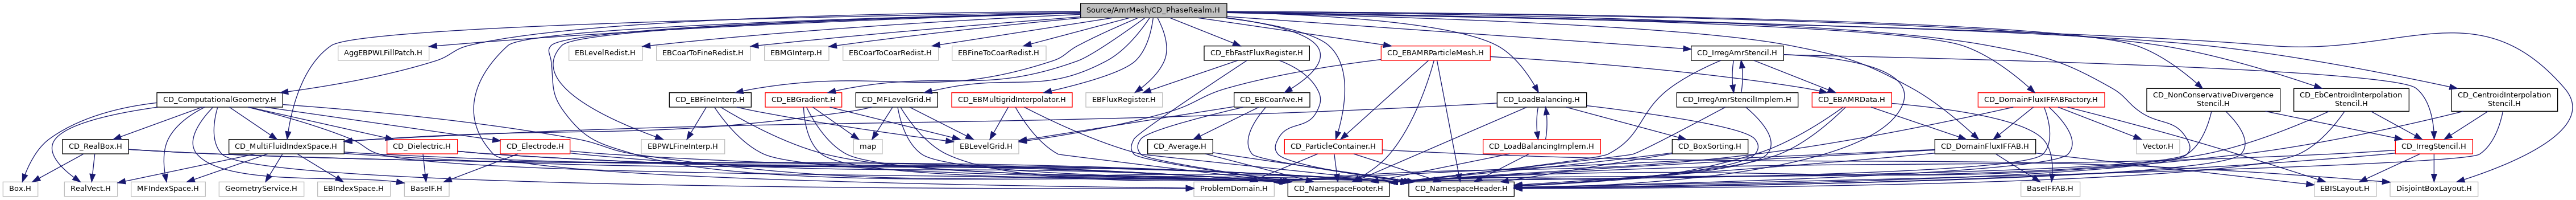 Source/AmrMesh/CD_PhaseRealm.H
AggEBPWLFillPatch.H
EBLevelRedist.H
EBCoarToFineRedist.H
EBMGInterp.H
EBCoarToCoarRedist.H
EBFineToCoarRedist.H
CD_EbFastFluxRegister.H
CD_EBAMRParticleMesh.H
CD_IrregAmrStencil.H
CD_ComputationalGeometry.H
CD_EBFineInterp.H
CD_EBGradient.H
CD_MFLevelGrid.H
CD_EBMultigridInterpolator.H
EBFluxRegister.H
CD_EBCoarAve.H
CD_LoadBalancing.H
CD_IrregAmrStencilImplem.H
CD_EBAMRData.H
CD_DomainFluxIFFABFactory.H
CD_NonConservativeDivergence
Stencil.H
CD_EbCentroidInterpolation
Stencil.H
CD_CentroidInterpolation
Stencil.H
CD_RealBox.H
CD_MultiFluidIndexSpace.H
CD_Dielectric.H
CD_Electrode.H
EBPWLFineInterp.H
map
EBLevelGrid.H
CD_Average.H
CD_ParticleContainer.H
CD_LoadBalancingImplem.H
CD_BoxSorting.H
CD_DomainFluxIFFAB.H
Vector.H
CD_IrregStencil.H
Box.H
RealVect.H
MFIndexSpace.H
GeometryService.H
EBIndexSpace.H
BaseIF.H
ProblemDomain.H
CD_NamespaceFooter.H
CD_NamespaceHeader.H
BaseIFFAB.H
EBISLayout.H
DisjointBoxLayout.H